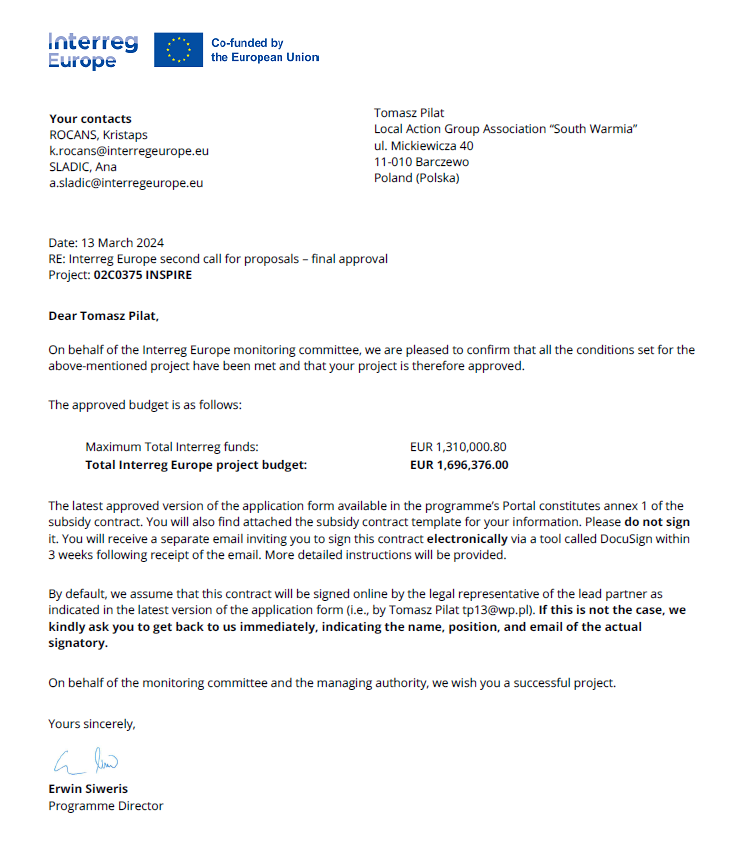 Interreg
Europe
Co-funded by
the European Union
Your contacts
ROCANS, Kristaps
k.rocans@interregeurope.eu
SLADIC, Ana
a.sladic@interregeurope.eu
Tomasz Pilat
Local Action Group Association “South Warmia”
ul. Mickiewicza 40
11-010 Barczewo
Poland (Polska)
Date: 13 March 2024
RE: Interreg Europe second call for proposals – final approval
Project: 02C0375 INSPIRE
Dear Tomasz Pilat,
On behalf of the Interreg Europe monitoring committee, we are pleased to confirm that all the conditions set for the
above-mentioned project have been met and that your project is therefore approved.
The approved budget is as follows:
Maximum Total Interreg funds: EUR 1,310,000.80
Total Interreg Europe project budget: EUR 1,696,376.00
The latest approved version of the application form available in the programme’s Portal constitutes annex 1 of the
subsidy contract. You will also find attached the subsidy contract template for your information. Please do not sign
it. You will receive a separate email inviting you to sign this contract electronically via a tool called DocuSign within
3 weeks following receipt of the email. More detailed instructions will be provided.
By default, we assume that this contract will be signed online by the legal representative of the lead partner as
indicated in the latest version of the application form (i.e., by Tomasz Pilat tp13@wp.pl). If this is not the case, we
kindly ask you to get back to us immediately, indicating the name, position, and email of the actual
signatory.
On behalf of the monitoring committee and the managing authority, we wish you a successful project.
Yours sincerely,
Erwin Siweris
Programme Director